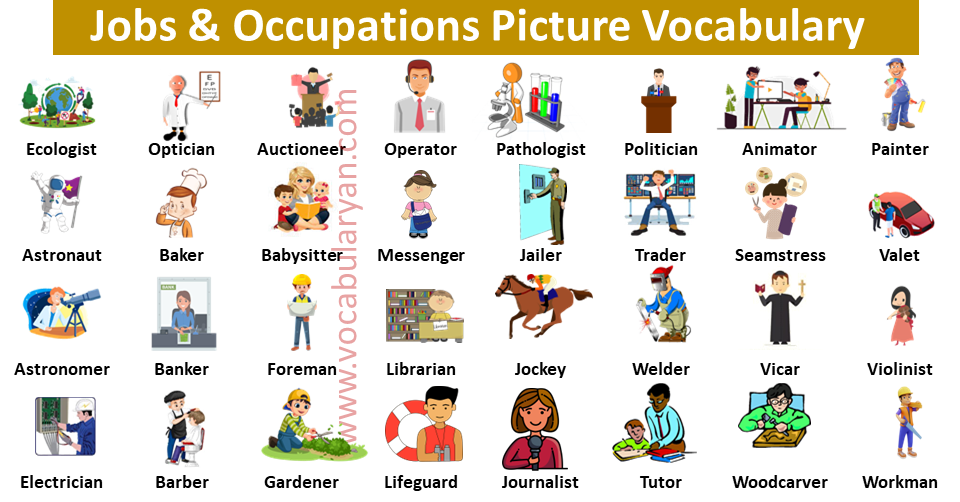 Jobs & Occupations Picture Vocabulary
Ecologist Optician Auctioneer Operator Pathologist Politician Animator Painter
Astronaut Baker Babysitter Messenger Jailer Trader Seamstress Valet
BANK
Astronomer Banker Foreman Librarian Jockey Welder Vicar Violinist
Electrician Barber Gardener Lifeguard Journalist Tutor Woodcarver Workman
www.vocabularyan.com